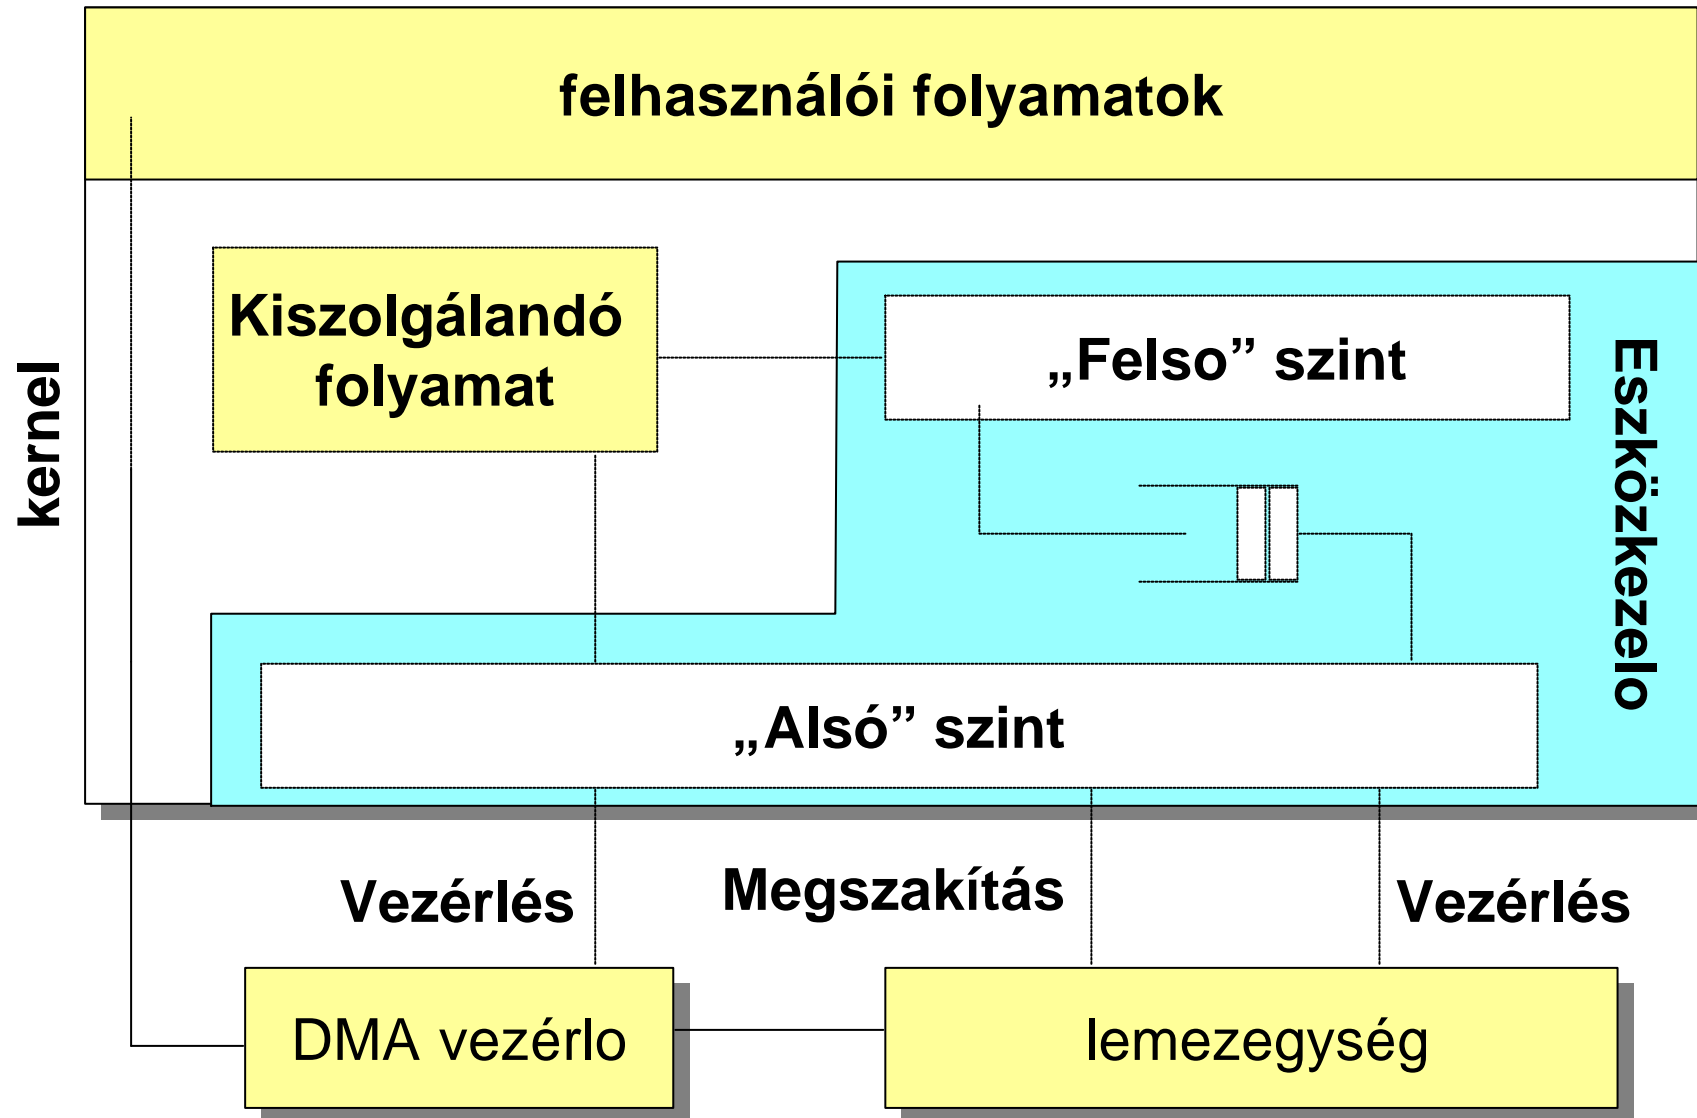 felhasználói folyamatok
kernel
Kiszolgálandó
folyamat
„Felso” szint
Eszközkezelo
„Alsó” szint
Vezérlés
Megszakítás
Vezérlés
DMA vezérlo
lemezegység